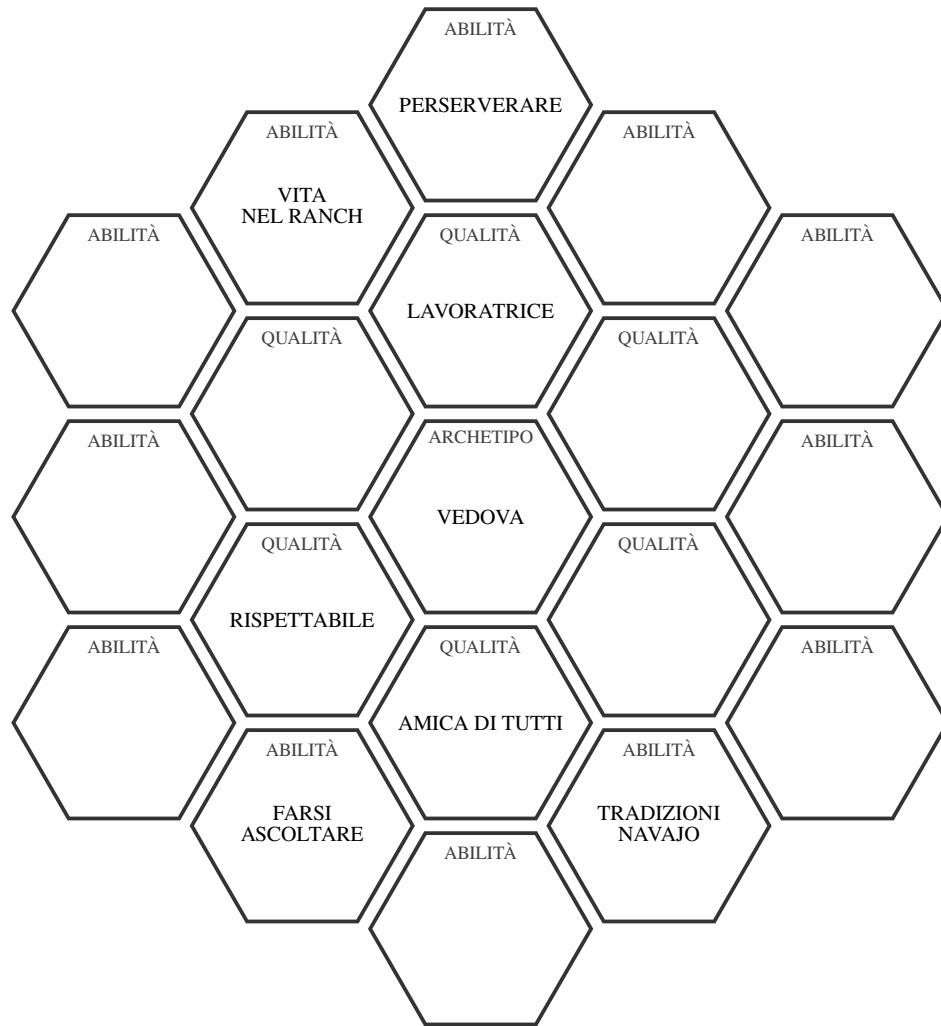 ABILITÀ
PERSERVERARE
ABILITÀ
VITA
NEL RANCH
ABILITÀ
ABILITÀ
QUALITÀ
LAVORATRICE
ABILITÀ
QUALITÀ
QUALITÀ
ABILITÀ
ARCHETIPO
VEDOVA
ABILITÀ
QUALITÀ
RISPETTABILE
QUALITÀ
ABILITÀ
QUALITÀ
AMICA DI TUTTI
ABILITÀ
ABILITÀ
FARSI
ASCOLTARE
ABILITÀ
TRADIZIONI
NAVAJO
ABILITÀ